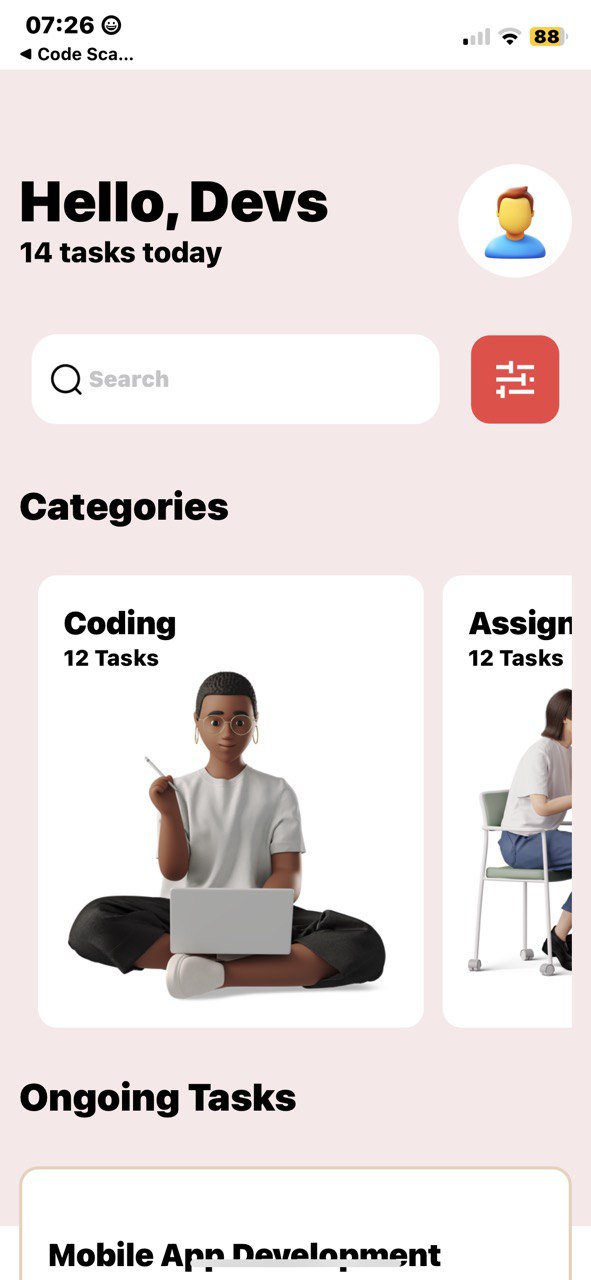 07:26
◀ Code Sca...
88
Hello, Devs
14 tasks today
Search
Categories
Coding
12 Tasks
Assign
12 Tasks
Ongoing Tasks
Mobile App Development